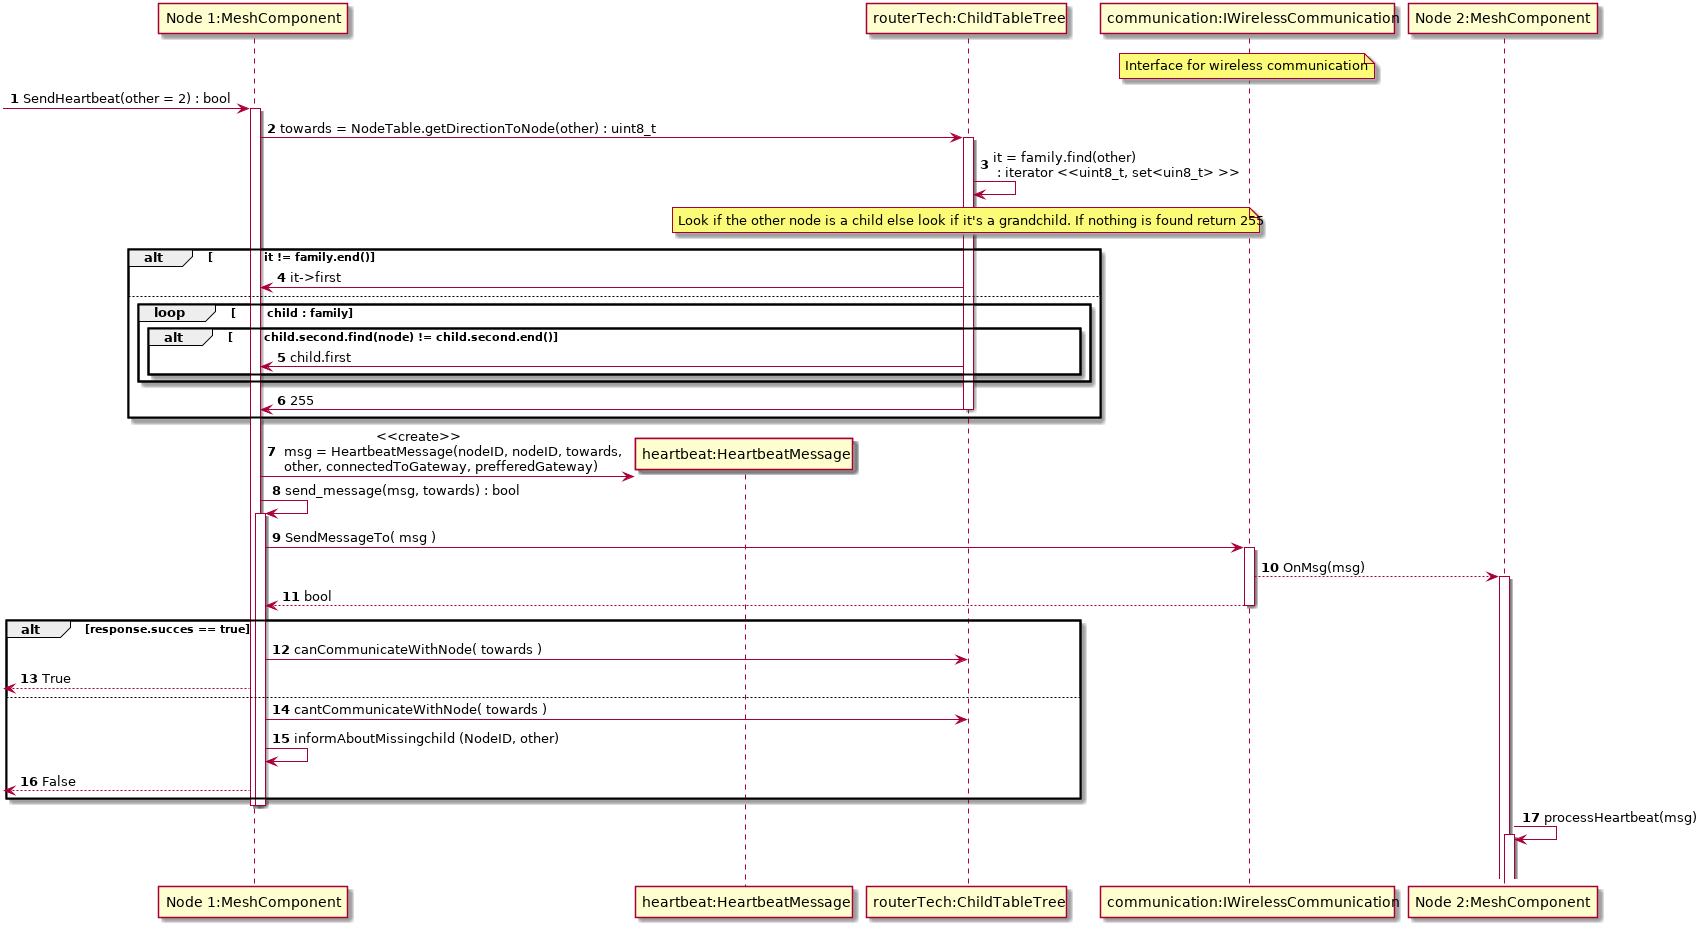 Node 1:MeshComponent
routerTech:ChildTableTree
communication:IWirelessCommunication
Node 2:MeshComponent
Interface for wireless communication
1 SendHeartbeat(other = 2) : bool
2 towards = NodeTable.getDirectionToNode(other) : uint8_t
3 it = family.find(other)
: iterator <<uint8_t, set<uin8_t> >>
Look if the other node is a child else look if it's a grandchild. If nothing is found return 255
alt [ it != family.end()]
4 it->first
loop [ child : family]
alt [ child.second.find(node) != child.second.end()]
5 child.first
6 255
<<create>>
7 msg = HeartbeatMessage(nodeID, nodeID, towards,
other, connectedToGateway, prefferedGateway)
heartbeat:HeartbeatMessage
8 send_message(msg, towards) : bool
9 SendMessageTo( msg )
10 OnMsg(msg)
11 bool
alt [response.succes == true]
12 canCommunicateWithNode( towards )
13 True
14 cantCommunicateWithNode( towards )
15 informAboutMissingchild (NodeID, other)
16 False
17 processHeartbeat(msg)
Node 1:MeshComponent
heartbeat:HeartbeatMessage
routerTech:ChildTableTree
communication:IWirelessCommunication
Node 2:MeshComponent